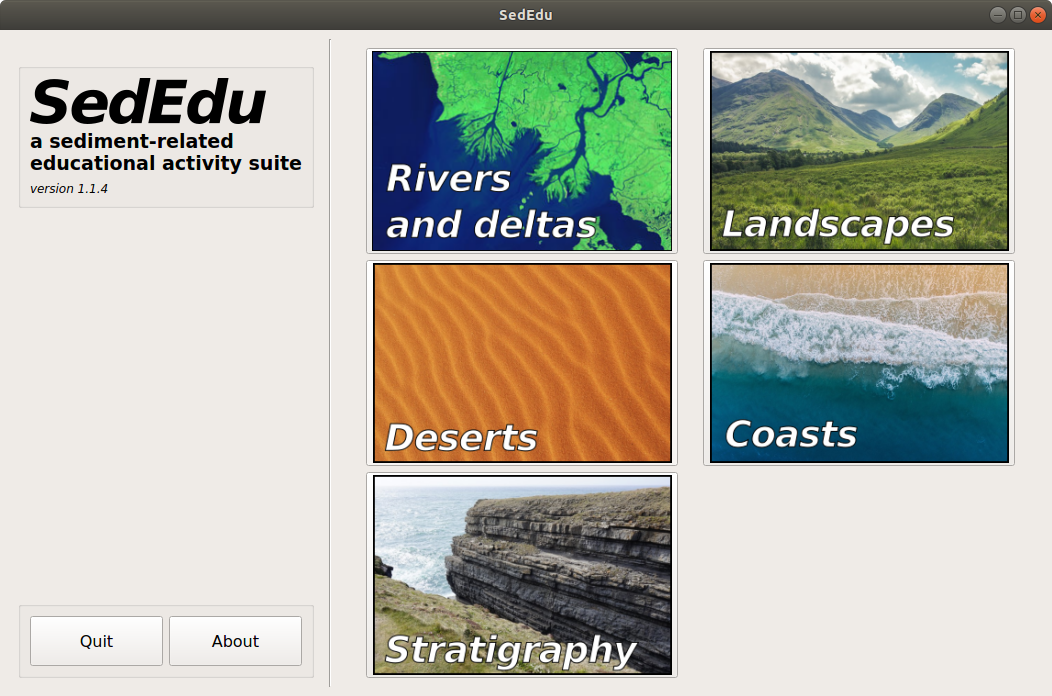 SedEdu
SedEdu
a sediment-related
educational activity suite
version 1.1.4
Quit
About
Rivers
and deltas
Landscapes
Deserts
Coasts
Stratigraphy